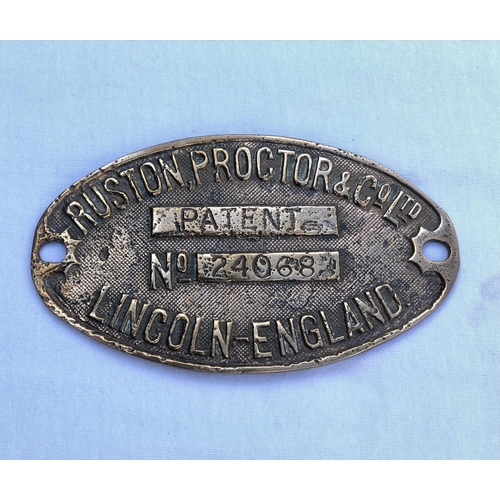 RUSTON, PROCTOR & Co LTD
PATENT
No 24068
LINCOLN-ENGLAND